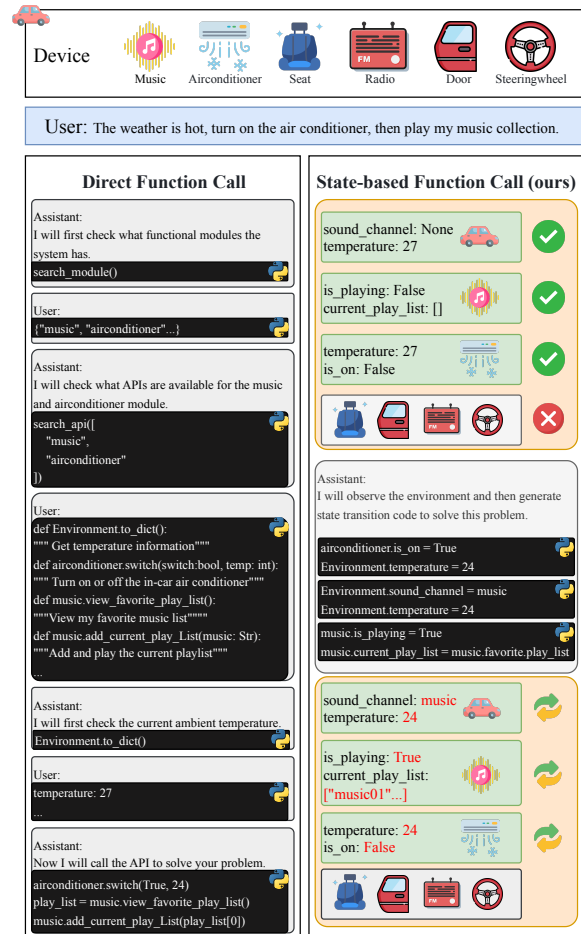 Device
Music
Airconditioner
Seat
FM
Radio
Door
Steeringwheel
User: The weather is hot, turn on the air conditioner, then play my music collection.
Direct Function Call
Assistant:
I will first check what functional modules the
system has.
search_module()
User:
{"music", "airconditioner"...}
Assistant:
I will check what APIs are available for the music
and airconditioner module.
search_api([
"music",
"airconditioner"
])
User:
def Environment.to_dict():
""" Get temperature information""""
def airconditioner.switch(switch:bool, temp: int):
""" Turn on or off the in-car air conditioner"""
def music.view_favorite_play_list():
"""View my favorite music list""""
def music.add_current_play_List(music: Str):
"""Add and play the current playlist""""
...
Assistant:
I will first check the current ambient temperature.
Environment.to_dict()
User:
temperature: 27
...
Assistant:
Now I will call the API to solve your problem.
airconditioner.switch(True, 24)
play_list = music.view_favorite_play_list()
music.add_current_play_List(play_list[0])
State-based Function Call (ours)
sound_channel: None
temperature: 27
is_playing: False
current_play_list: []
temperature: 27
is_on: False
FM
Assistant:
I will observe the environment and then generate
state transition code to solve this problem.
airconditioner.is_on = True
Environment.temperature = 24
Environment.sound_channel = music
Environment.temperature = 24
music.is_playing = True
music.current_play_list = music.favorite.play_list
sound_channel: music
temperature: 24
is_playing: True
current_play_list:
["music01"...]
temperature: 24
is_on: False
FM